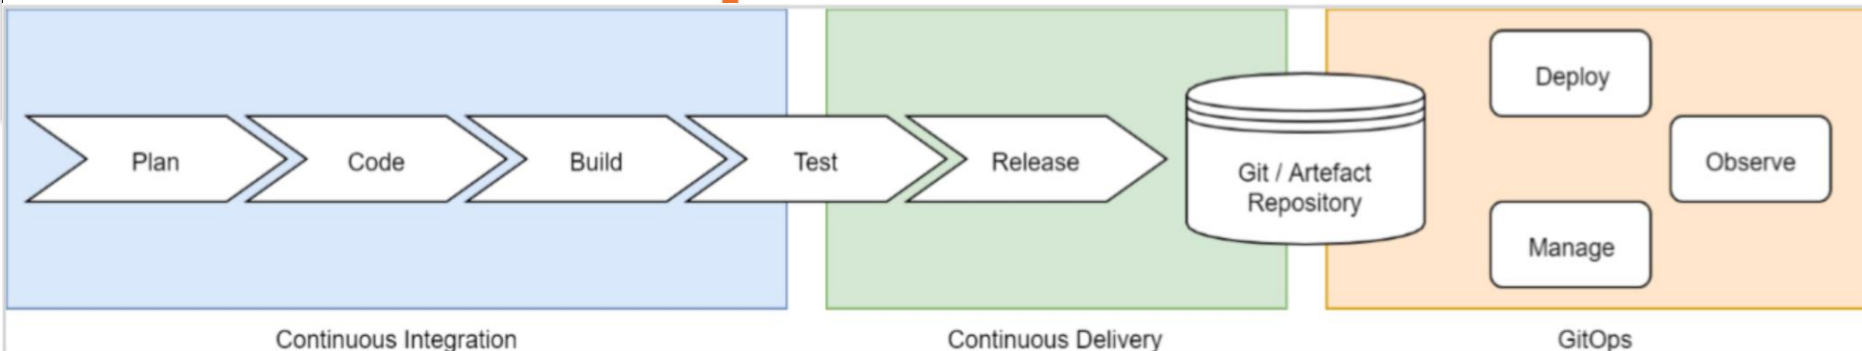 Deploy
Plan
Code
Build
Test
Release
Git / Artefact
Repository
Observe
Manage
Continuous Integration
Continuous Delivery
GitOps